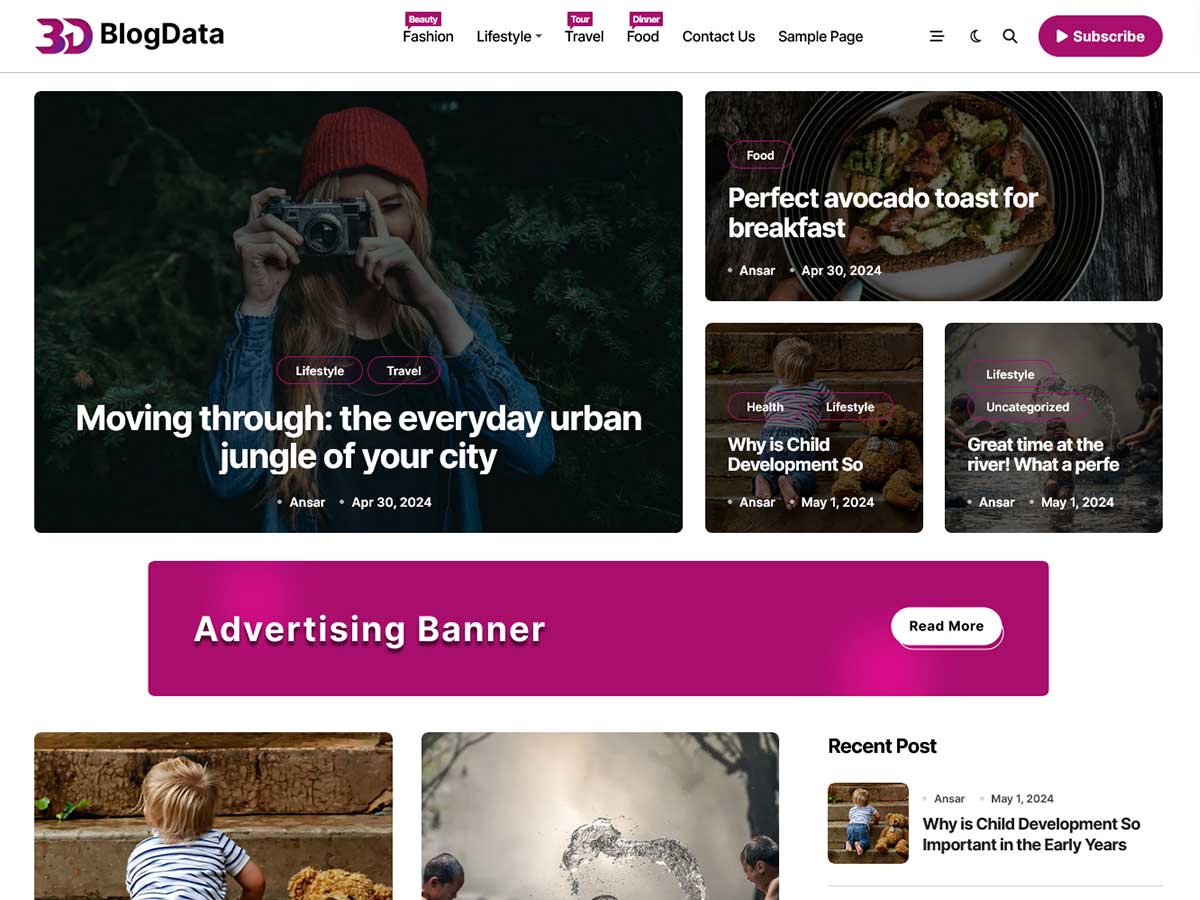 3D BlogData
Beauty
Fashion
Lifestyle
Tour
Travel
Dinner
Food
Contact Us
Sample Page
Subscribe
Lifestyle
Travel
Moving through: the everyday urban
jungle of your city
Ansar
Apr 30, 2024
Food
Perfect avocado toast for
breakfast
Ansar
Apr 30, 2024
Health
Lifestyle
Why is Child
Development So
Ansar
May 1, 2024
Lifestyle
Uncategorized
Great time at the
river! What a perfe
Ansar
May 1, 2024
Advertising Banner
Read More
Recent Post
Ansar
May 1, 2024
Why is Child Development So
Important in the Early Years